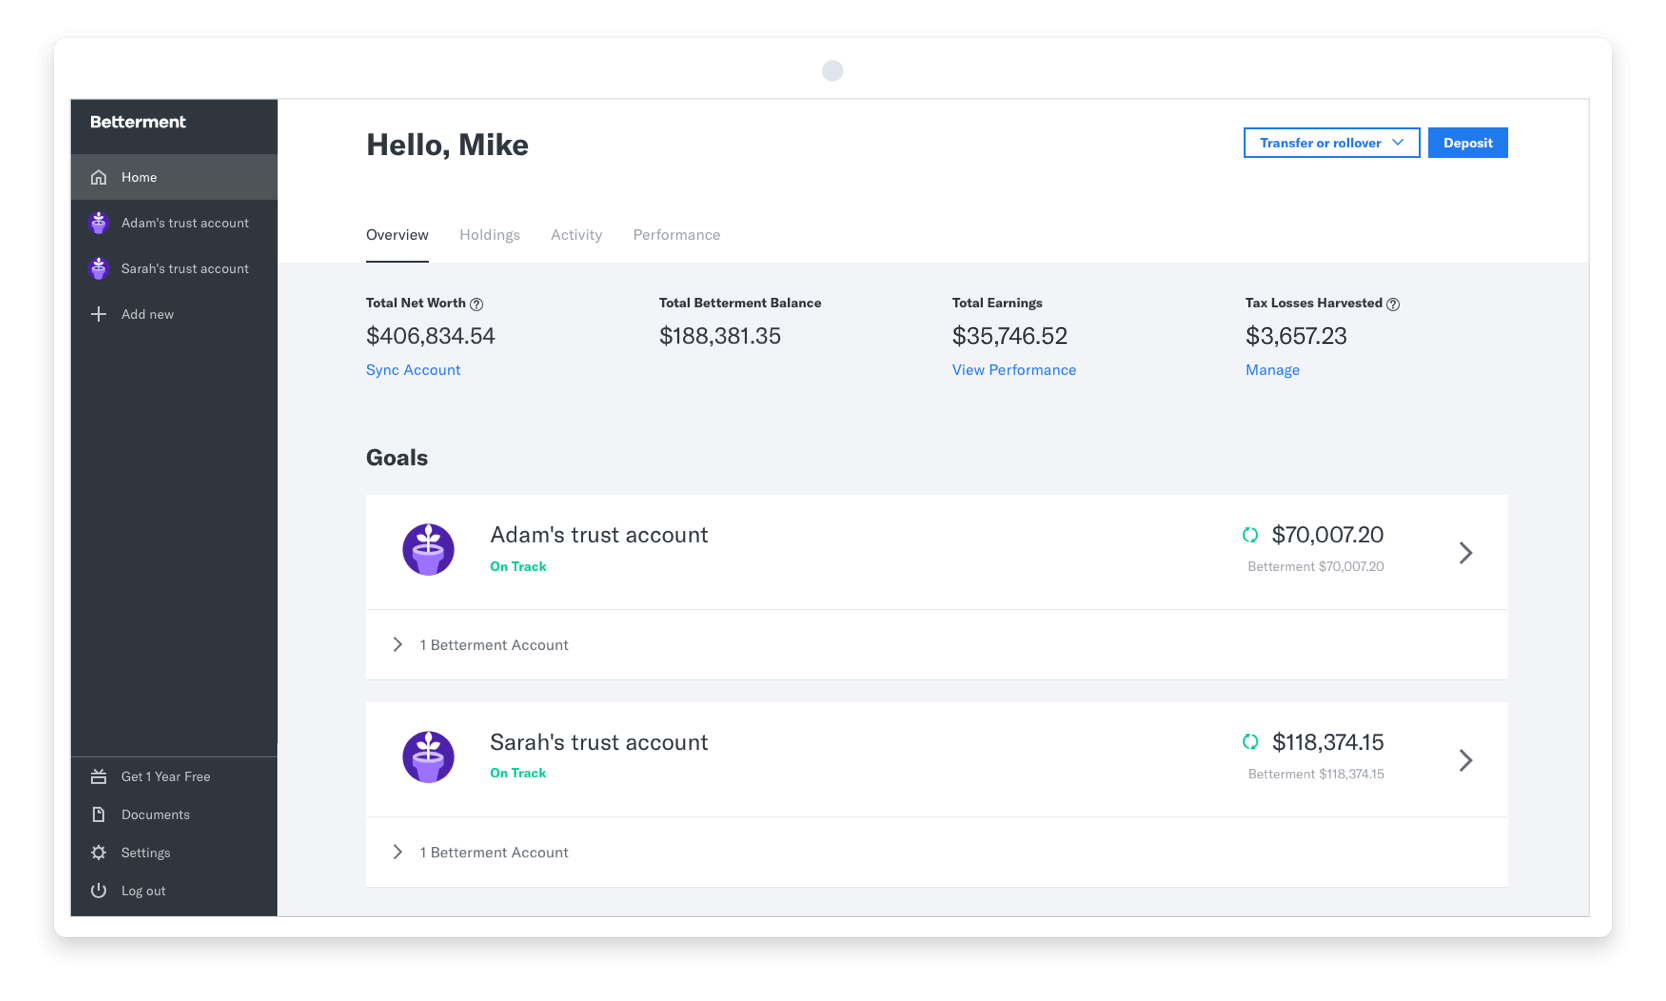 Betterment
Home
Adam's trust account
Sarah's trust account
Add new
Get 1 Year Free
Documents
Settings
Log out
Hello, Mike
Transfer or rollover
Deposit
Overview Holdings Activity Performance
Total Net Worth ?
$406,834.54
Sync Account
Total Betterment Balance
$188,381.35
Total Earnings
$35,746.52
View Performance
Tax Losses Harvested ?
$3,657.23
Manage
Goals
Adam's trust account
On Track
$70,007.20
Betterment $70,007.20
1 Betterment Account
Sarah's trust account
On Track
$118,374.15
Betterment $118,374.15
1 Betterment Account